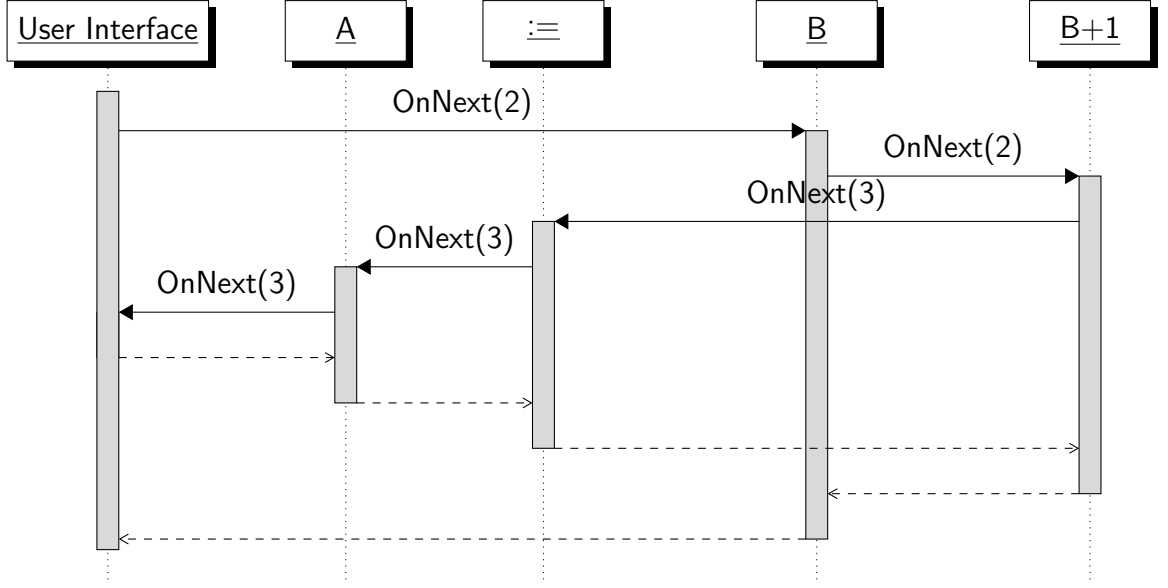 User Interface
A
:=
B
B+1
OnNext(2)
OnNext(2)
OnNext(3)
OnNext(3)
OnNext(3)